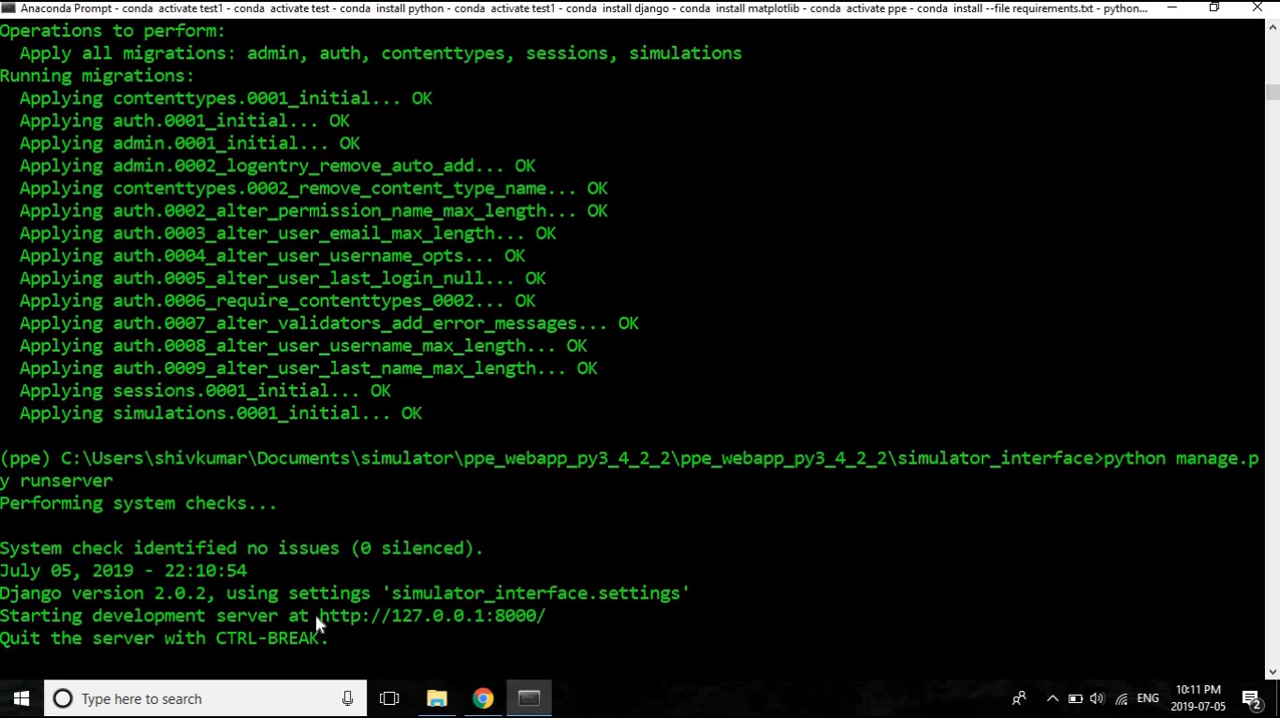 Anaconda Prompt - conda activate test1 - conda activate test - conda install python - conda activate test1 - conda install django - conda install matplotlib - conda activate ppe - conda install --file requirements.txt - python...
Operations to perform:
Apply all migrations: admin, auth, contenttypes, sessions, simulations
Running migrations:
Applying contenttypes.0001_initial... OK
Applying auth.0001_initial... OK
Applying admin.0001_initial... OK
Applying admin.0002_logentry_remove_auto_add... OK
Applying contenttypes.0002_remove_content_type_name... OK
Applying auth.0002_alter_permission_name_max_length... OK
Applying auth.0003_alter_user_email_max_length... OK
Applying auth.0004_alter_user_username_opts... OK
Applying auth.0005_alter_user_last_login_null... OK
Applying auth.0006_require_contenttypes_0002... OK
Applying auth.0007_alter_validators_add_error_messages... OK
Applying auth.0008_alter_user_username_max_length... OK
Applying auth.0009_alter_user_last_name_max_length... OK
Applying sessions.0001_initial... OK
Applying simulations.0001_initial... OK
(ppe) C:\Users\shivkumar\Documents\simulator\ppe_webapp_py3_4_2_2\ppe_webapp_py3_4_2_2\simulator_interface>python manage.p
y runserver
Performing system checks...
System check identified no issues (0 silenced).
July 05, 2019 - 22:10:54
Django version 2.0.2, using settings 'simulator_interface.settings'
Starting development server at http://127.0.0.1:8000/
Quit the server with CTRL-BREAK.
Type here to search
ENG
10:11 PM
2019-07-05
2